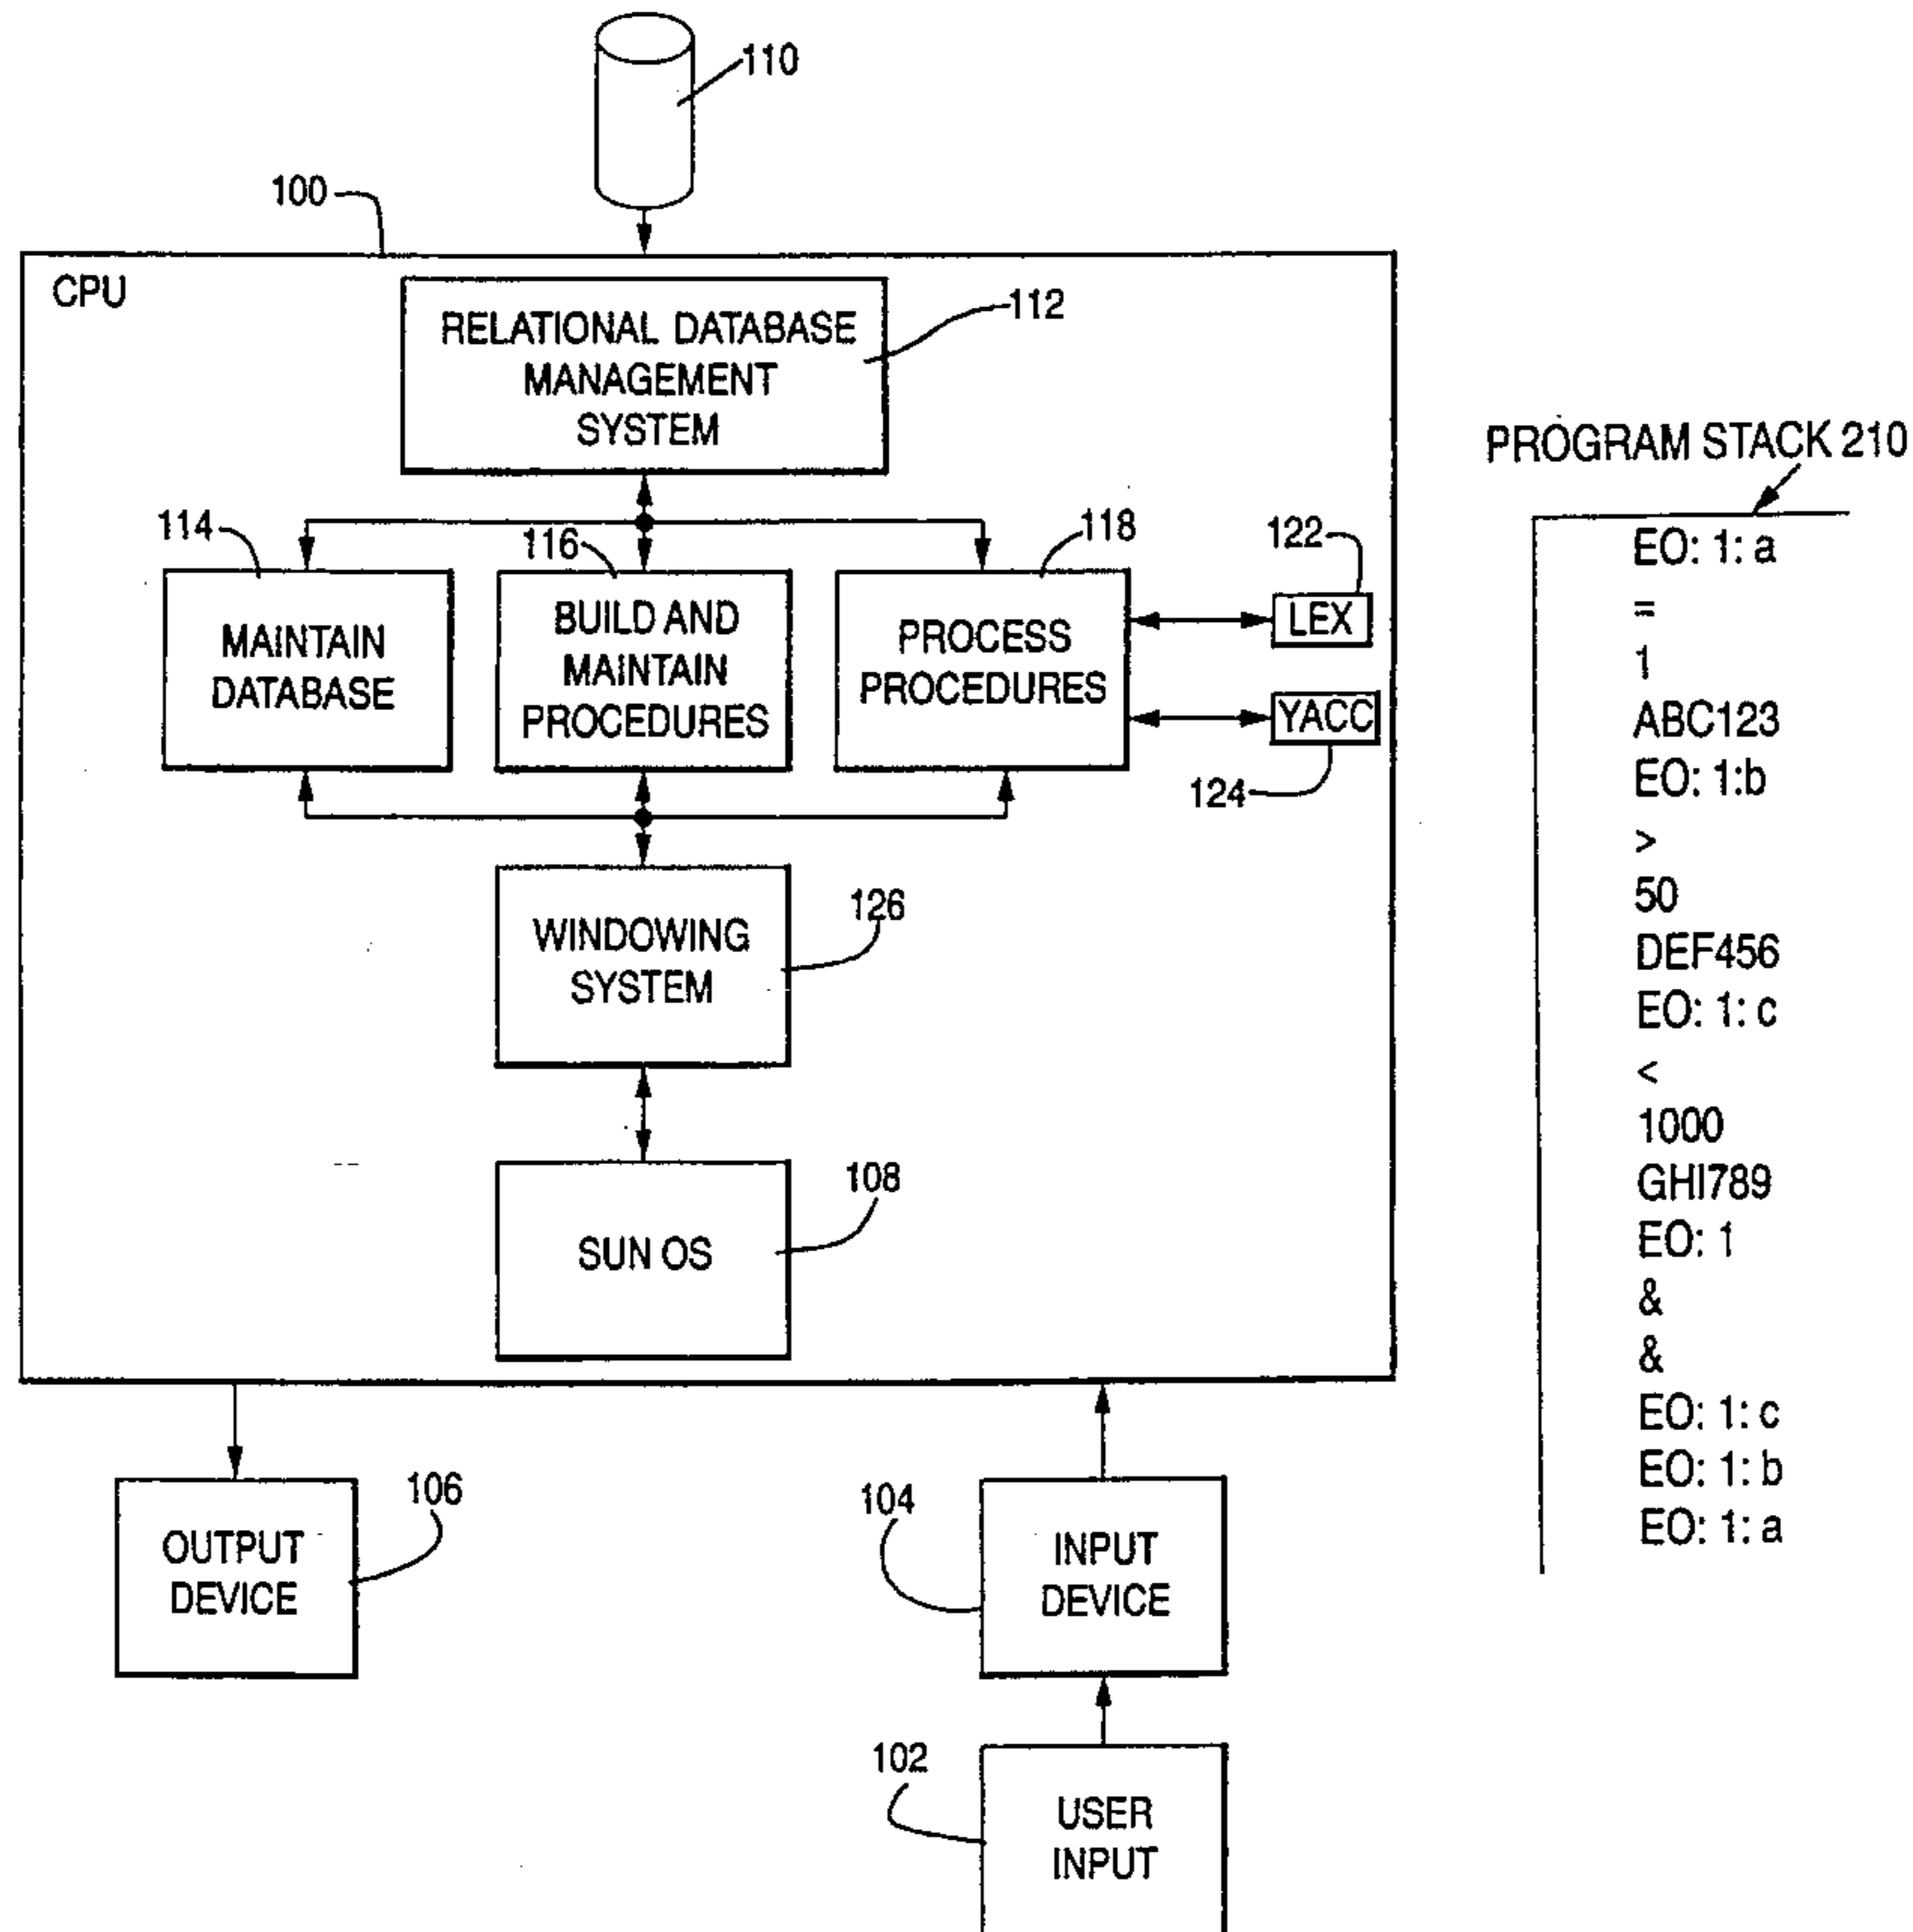 110
100
CPU
RELATIONAL DATABASE
MANAGEMENT
SYSTEM
112
114
116
118
122
MAINTAIN
DATABASE
BUILD AND
MAINTAIN
PROCEDURES
PROCESS
PROCEDURES
LEX
YACC
124
WINDOWING
SYSTEM
126
SUN OS
108
OUTPUT
DEVICE
106
104
INPUT
DEVICE
102
USER
INPUT
PROGRAM STACK 210
EO: 1: a
=
1
ABC123
EO: 1:b
>
50
DEF456
EO: 1: c
<
1000
GHI789
EO: 1
&
&
EO: 1: c
EO: 1: b
EO: 1: a